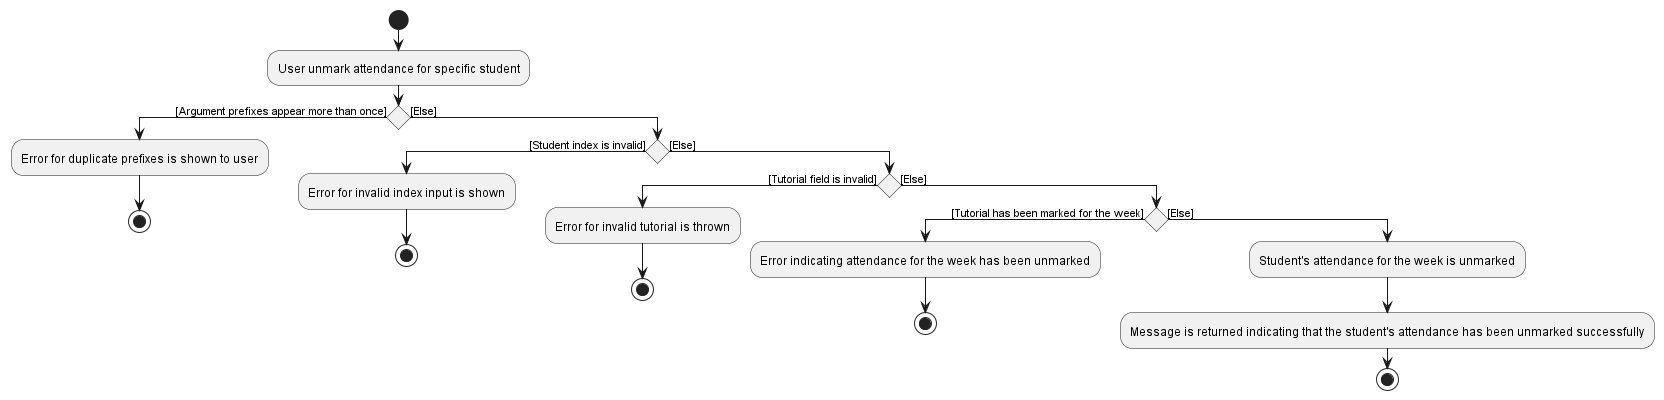 User unmark attendance for specific student
[Argument prefixes appear more than once]
[Else]
Error for duplicate prefixes is shown to user
[Student index is invalid]
[Else]
Error for invalid index input is shown
[Tutorial field is invalid]
[Else]
Error for invalid tutorial is thrown
[Tutorial has been marked for the week]
[Else]
Error indicating attendance for the week has been unmarked
Student's attendance for the week is unmarked
Message is returned indicating that the student's attendance has been unmarked successfully